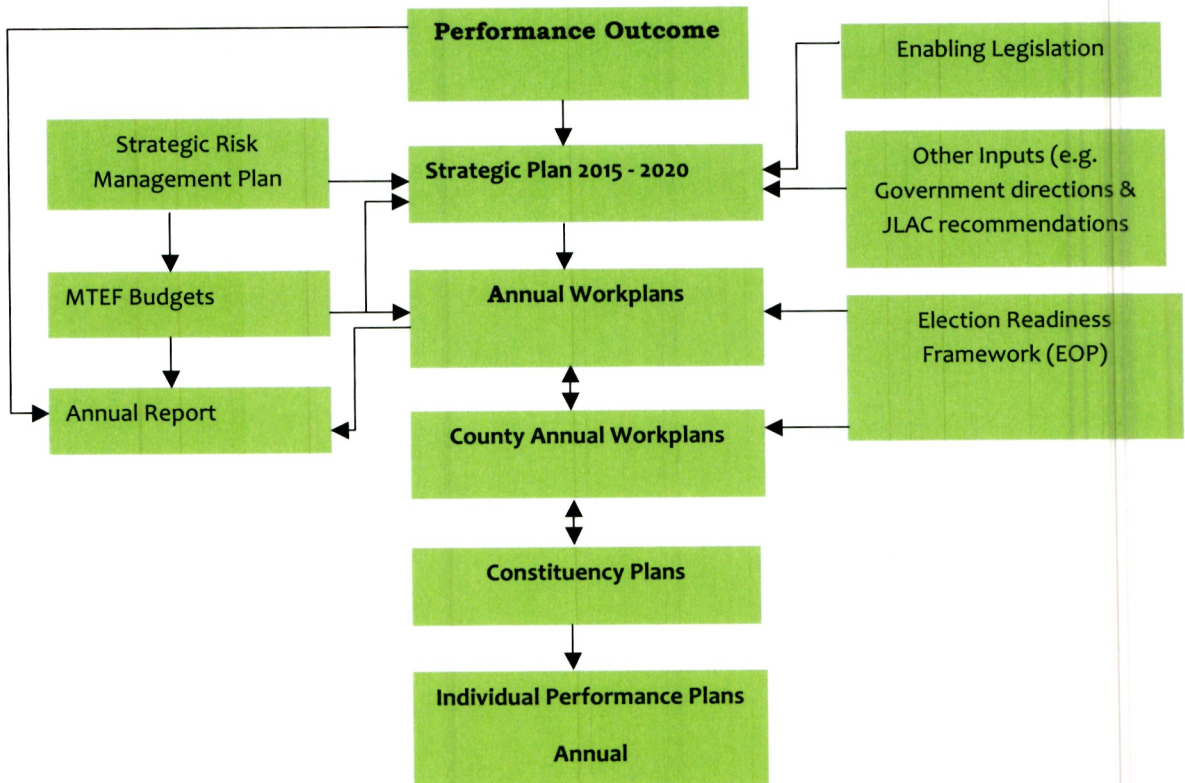 Performance Outcome
Enabling Legislation
Strategic Risk
Management Plan
Strategic Plan 2015 - 2020
Other Inputs (e.g.
Government directions &
JLAC recommendations
MTEF Budgets
Annual Workplans
Election Readiness
Framework (EOP)
Annual Report
County Annual Workplans
Constituency Plans
Individual Performance Plans
Annual